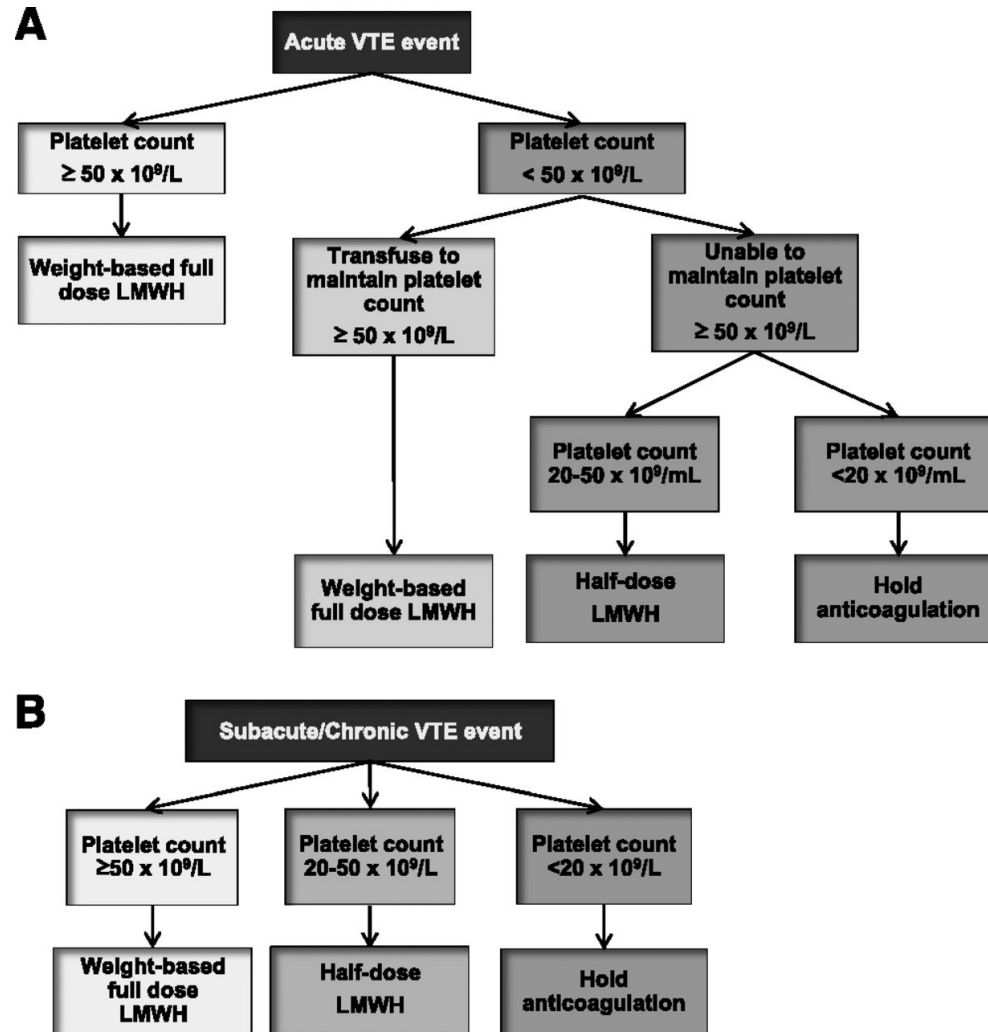 A
Acute VTE event
Platelet count
≥ 50 x 10⁹/L
Platelet count
< 50 x 10⁹/L
Weight-based full
dose LMWH
Transfuse to
maintain platelet
count
≥ 50 x 10⁹/L
Unable to
maintain platelet
count
≥ 50 x 10⁹/L
Platelet count
20-50 x 10⁹/mL
Platelet count
<20 x 10⁹/mL
Weight-based
full dose LMWH
Half-dose
LMWH
Hold
anticoagulation
B
Subacute/Chronic VTE event
Platelet count
≥50 x 10⁹/L
Platelet count
20-50 x 10⁹/L
Platelet count
<20 x 10⁹/L
Weight-based
full dose
LMWH
Half-dose
LMWH
Hold
anticoagulation